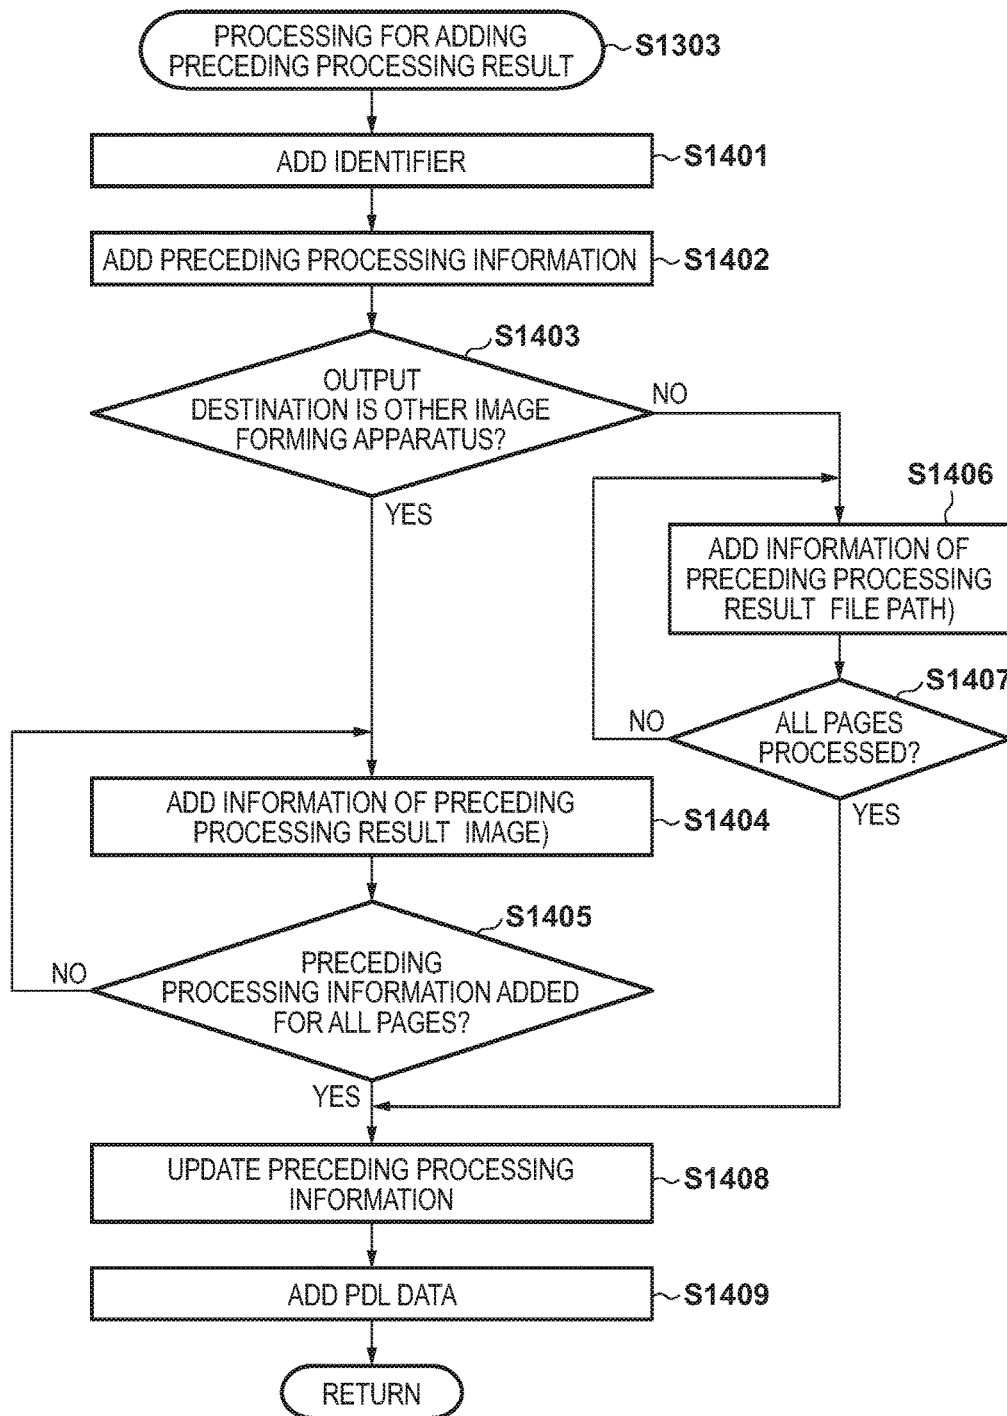 PROCESSING FOR ADDING
PRECEDING PROCESSING RESULT
S1303
ADD IDENTIFIER
S1401
ADD PRECEDING PROCESSING INFORMATION
S1402
S1403
OUTPUT
DESTINATION IS OTHER IMAGE
FORMING APPARATUS?
NO
YES
S1406
ADD INFORMATION OF
PRECEDING PROCESSING
RESULT FILE PATH)
S1407
ALL PAGES
PROCESSED?
NO
YES
ADD INFORMATION OF PRECEDING
PROCESSING RESULT IMAGE)
S1404
S1405
PRECEDING
PROCESSING INFORMATION ADDED
FOR ALL PAGES?
NO
YES
UPDATE PRECEDING PROCESSING
INFORMATION
S1408
ADD PDL DATA
S1409
RETURN